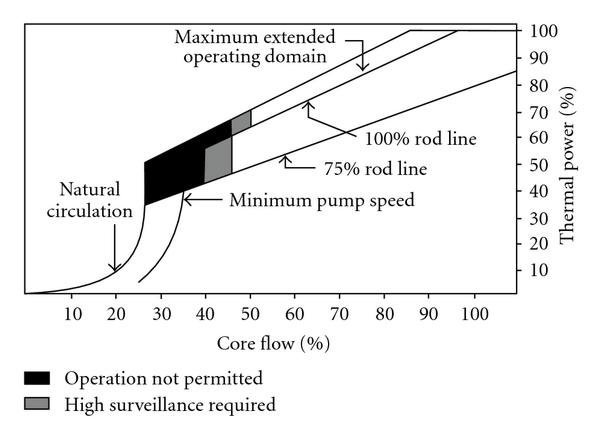 Maximum extended
operating domain
100% rod line
75% rod line
Minimum pump speed
Natural
circulation
100
90
80
70
60
50
40
30
20
10
Thermal power (%)
10 20 30 40 50 60 70 80 90 100
Core flow (%)
Operation not permitted
High surveillance required